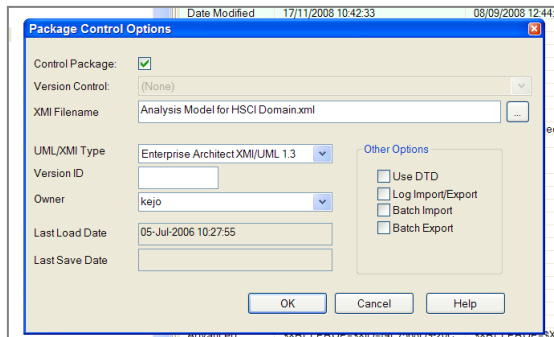 Date Modified 17/11/2008 10:42:33 08/09/2008 12:44:
Package Control Options
Control Package:
Version Control: (None)
XMI Filename Analysis Model for HSCI Domain.xml ...
UML/XMI Type Enterprise Architect XMI/UML 1.3
Version ID
Owner kejo
Last Load Date 05-Jul-2006 10:27:55
Last Save Date
Other Options
Use DTD
Log Import/Export
Batch Import
Batch Export
OK Cancel Help